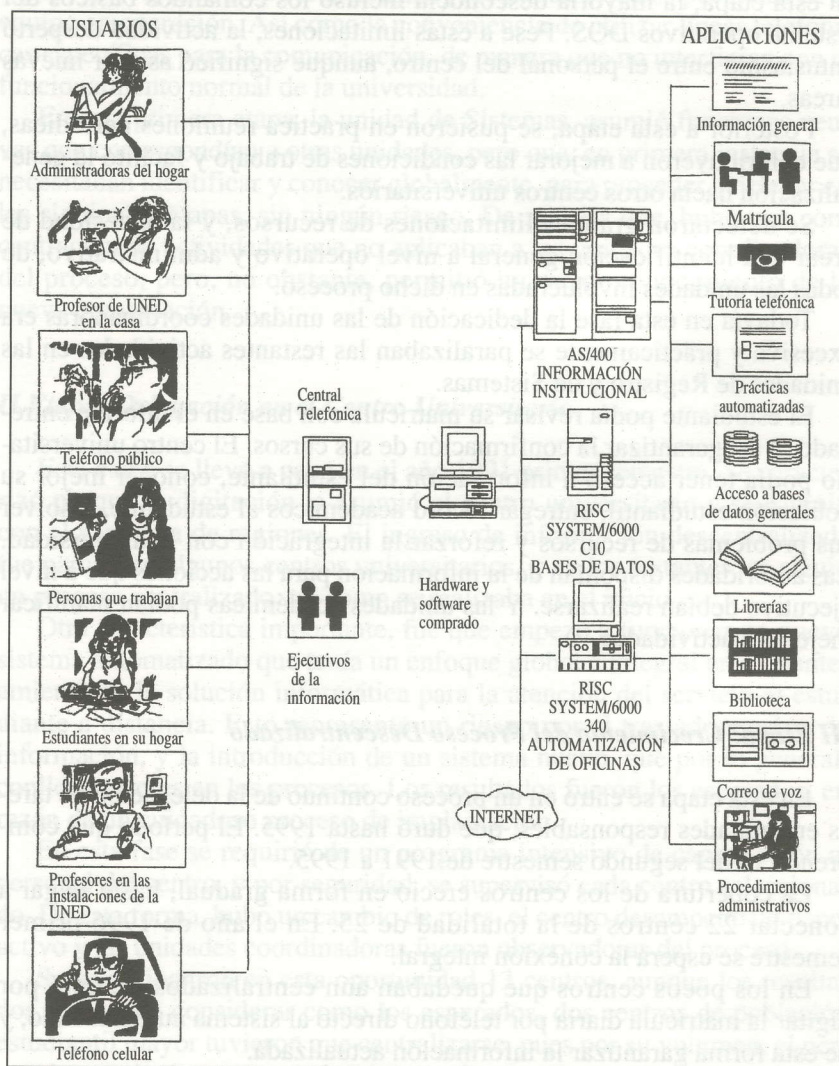 USUARIOS
Administradoras del hogar
Profesor de UNED
en la casa
Teléfono público
Personas que trabajan
Estudiantes en su hogar
Profesores en las
instalaciones de la
UNED
Teléfono celular
Central
Telefónica
Ejecutivos
de la
información
Hardware y
software
comprado
AS/400
INFORMACIÓN
INSTITUCIONAL
RISC
SYSTEM/6000
C10
BASES DE DATOS
RISC
SYSTEM/6000
340
AUTOMATIZACIÓN
DE OFICINAS
INTERNET
APLICACIONES
Información general
Matrícula
Tutoría telefónica
Prácticas
automatizadas
Acceso a bases
de datos generales
Librerías
Biblioteca
Correo de voz
Procedimientos
administrativos